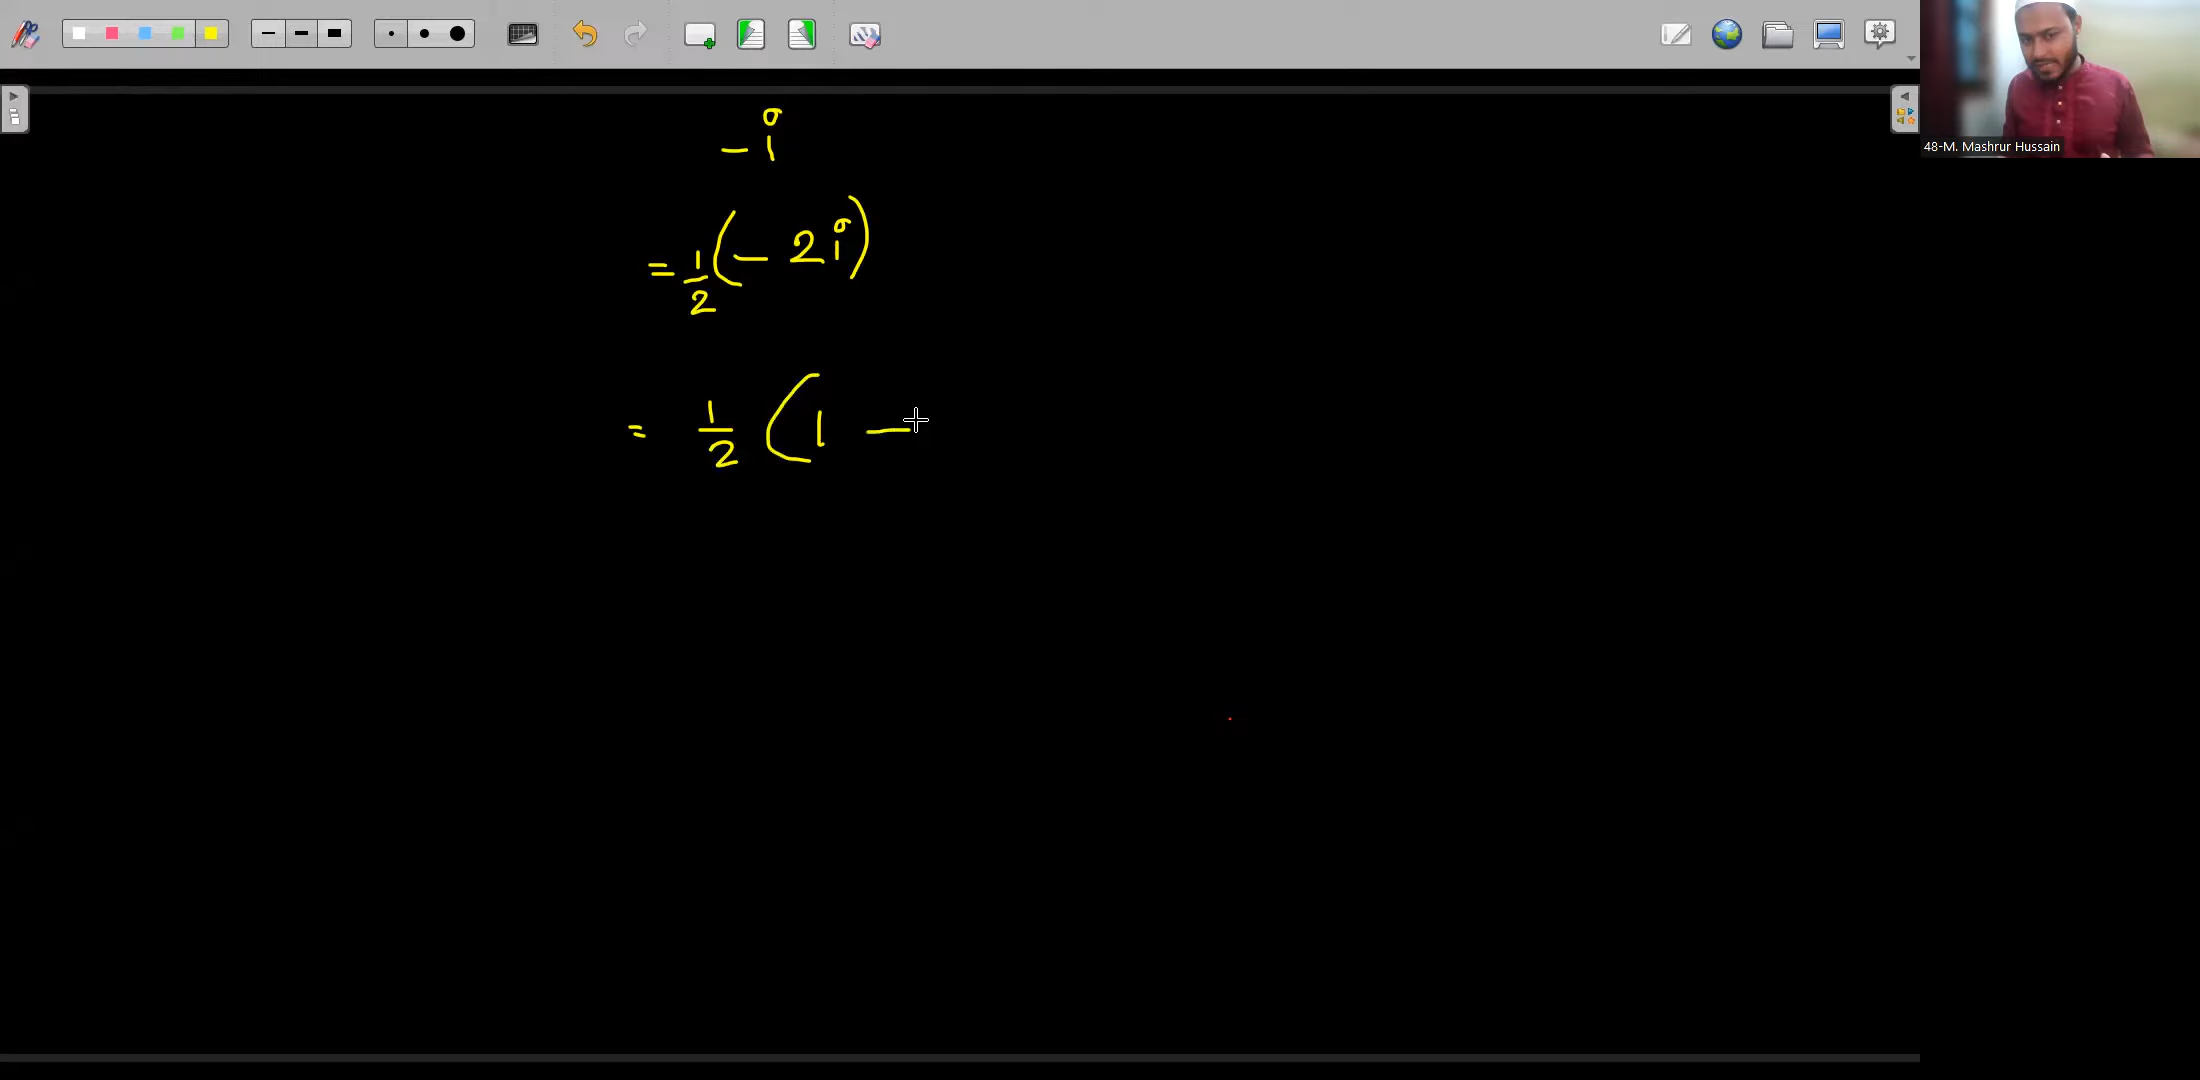 - i
= 1/2 (- 2i)
= 1/2 ( 1 -
48-M. Mashrur Hussain